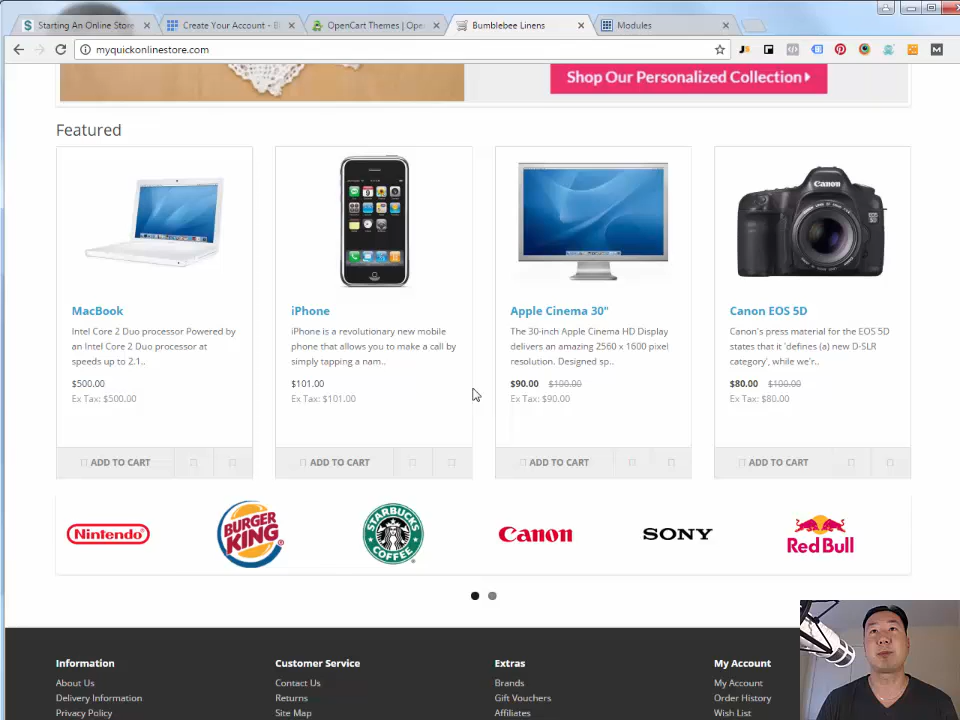 Starting An Online Store
Create Your Account - Bl
OpenCart Themes | Ope
Bumblebee Linens
Modules
myquickonlinestore.com
Shop Our Personalized Collection
Featured
MacBook
Intel Core 2 Duo processor Powered by
an Intel Core 2 Duo processor at
speeds up to 2.1..
$500.00
Ex Tax: $500.00
ADD TO CART
iPhone
iPhone is a revolutionary new mobile
phone that allows you to make a call by
simply tapping a nam..
$101.00
Ex Tax: $101.00
ADD TO CART
Apple Cinema 30"
The 30-inch Apple Cinema HD Display
delivers an amazing 2560 x 1600 pixel
resolution. Designed sp..
$90.00 $100.00
Ex Tax: $90.00
ADD TO CART
Canon
Canon EOS 5D
Canon's press material for the EOS 5D
states that it 'defines (a) new D-SLR
category', while we'r..
$80.00 $100.00
Ex Tax: $80.00
ADD TO CART
Nintendo
BURGER
KING
STARBUCKS
COFFEE
Canon
SONY
Red Bull
Information
About Us
Delivery Information
Privacy Policy
Customer Service
Contact Us
Returns
Site Map
Extras
Brands
Gift Vouchers
Affiliates
My Account
My Account
Order History
Wish List